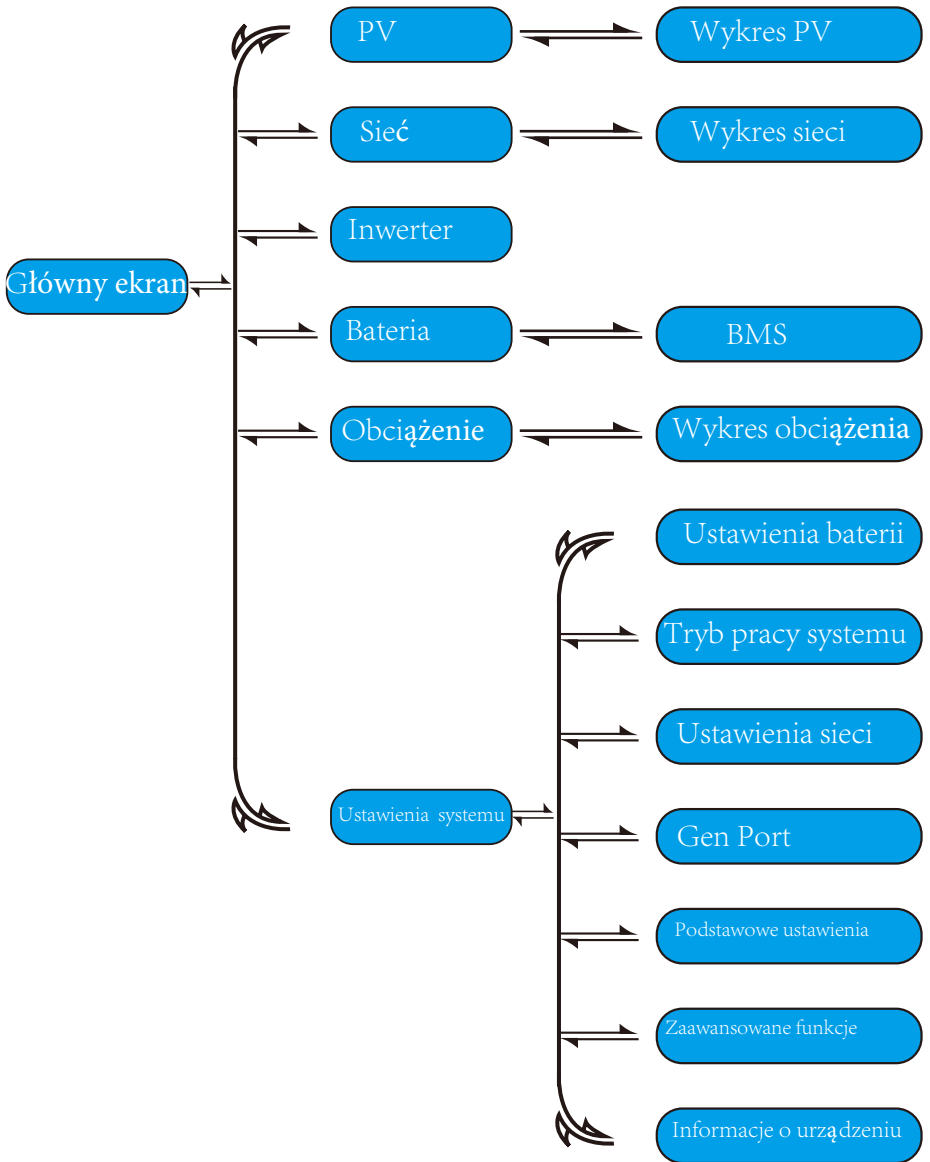 PV
Wykres PV
Sieć
Wykres sieci
Inwerter
Główny ekran
Bateria
BMS
Obciążenie
Wykres obciążenia
Ustawienia baterii
Tryb pracy systemu
Ustawienia sieci
Ustawienia systemu
Gen Port
Podstawowe ustawienia
Zaawansowane funkcje
Informacje o urządzeniu